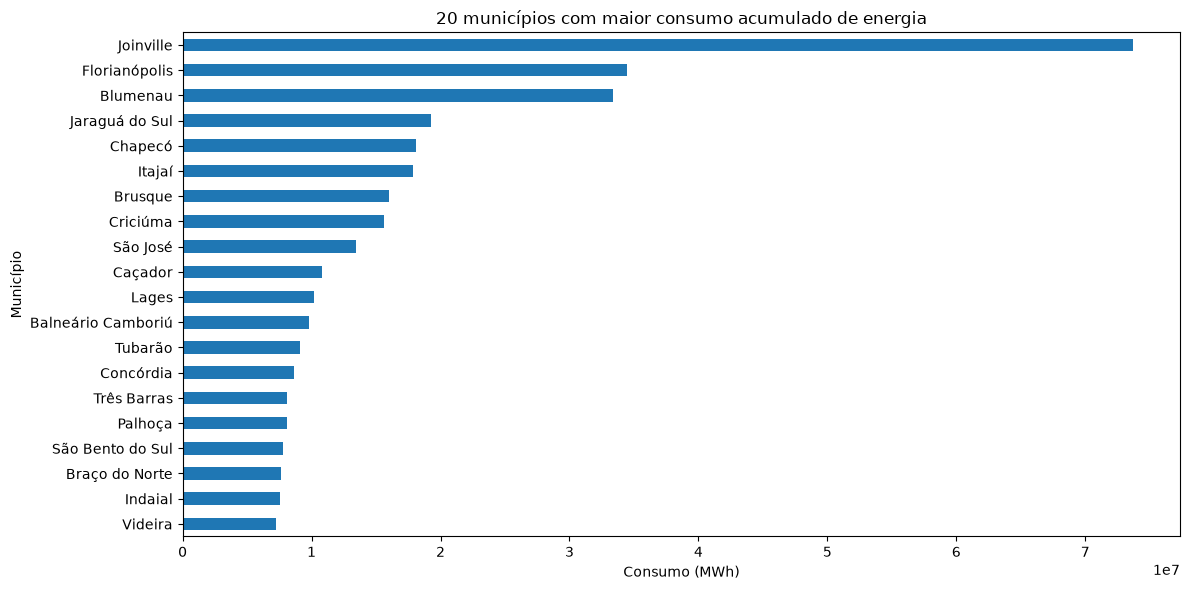 20 municípios com maior consumo acumulado de energia
Município
Joinville
Florianópolis
Blumenau
Jaraguá do Sul
Chapecó
Itajaí
Brusque
Criciúma
São José
Caçador
Lages
Balneário Camboriú
Tubarão
Concórdia
Três Barras
Palhoça
São Bento do Sul
Braço do Norte
Indaial
Videira
0 1 2 3 4 5 6 7
Consumo (MWh)
1e7